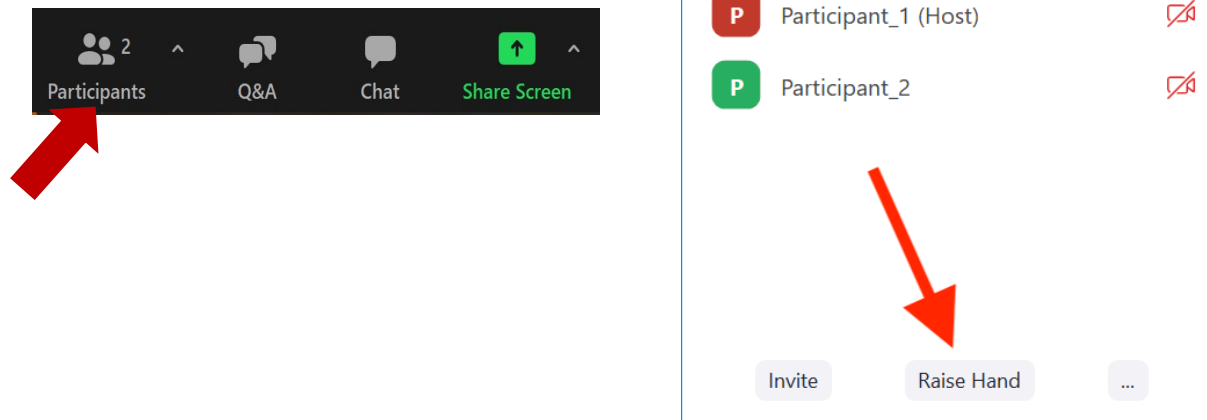 2
Participants
Q&A
Chat
Share Screen
P Participant_1 (Host)
P Participant_2
Invite
Raise Hand
...